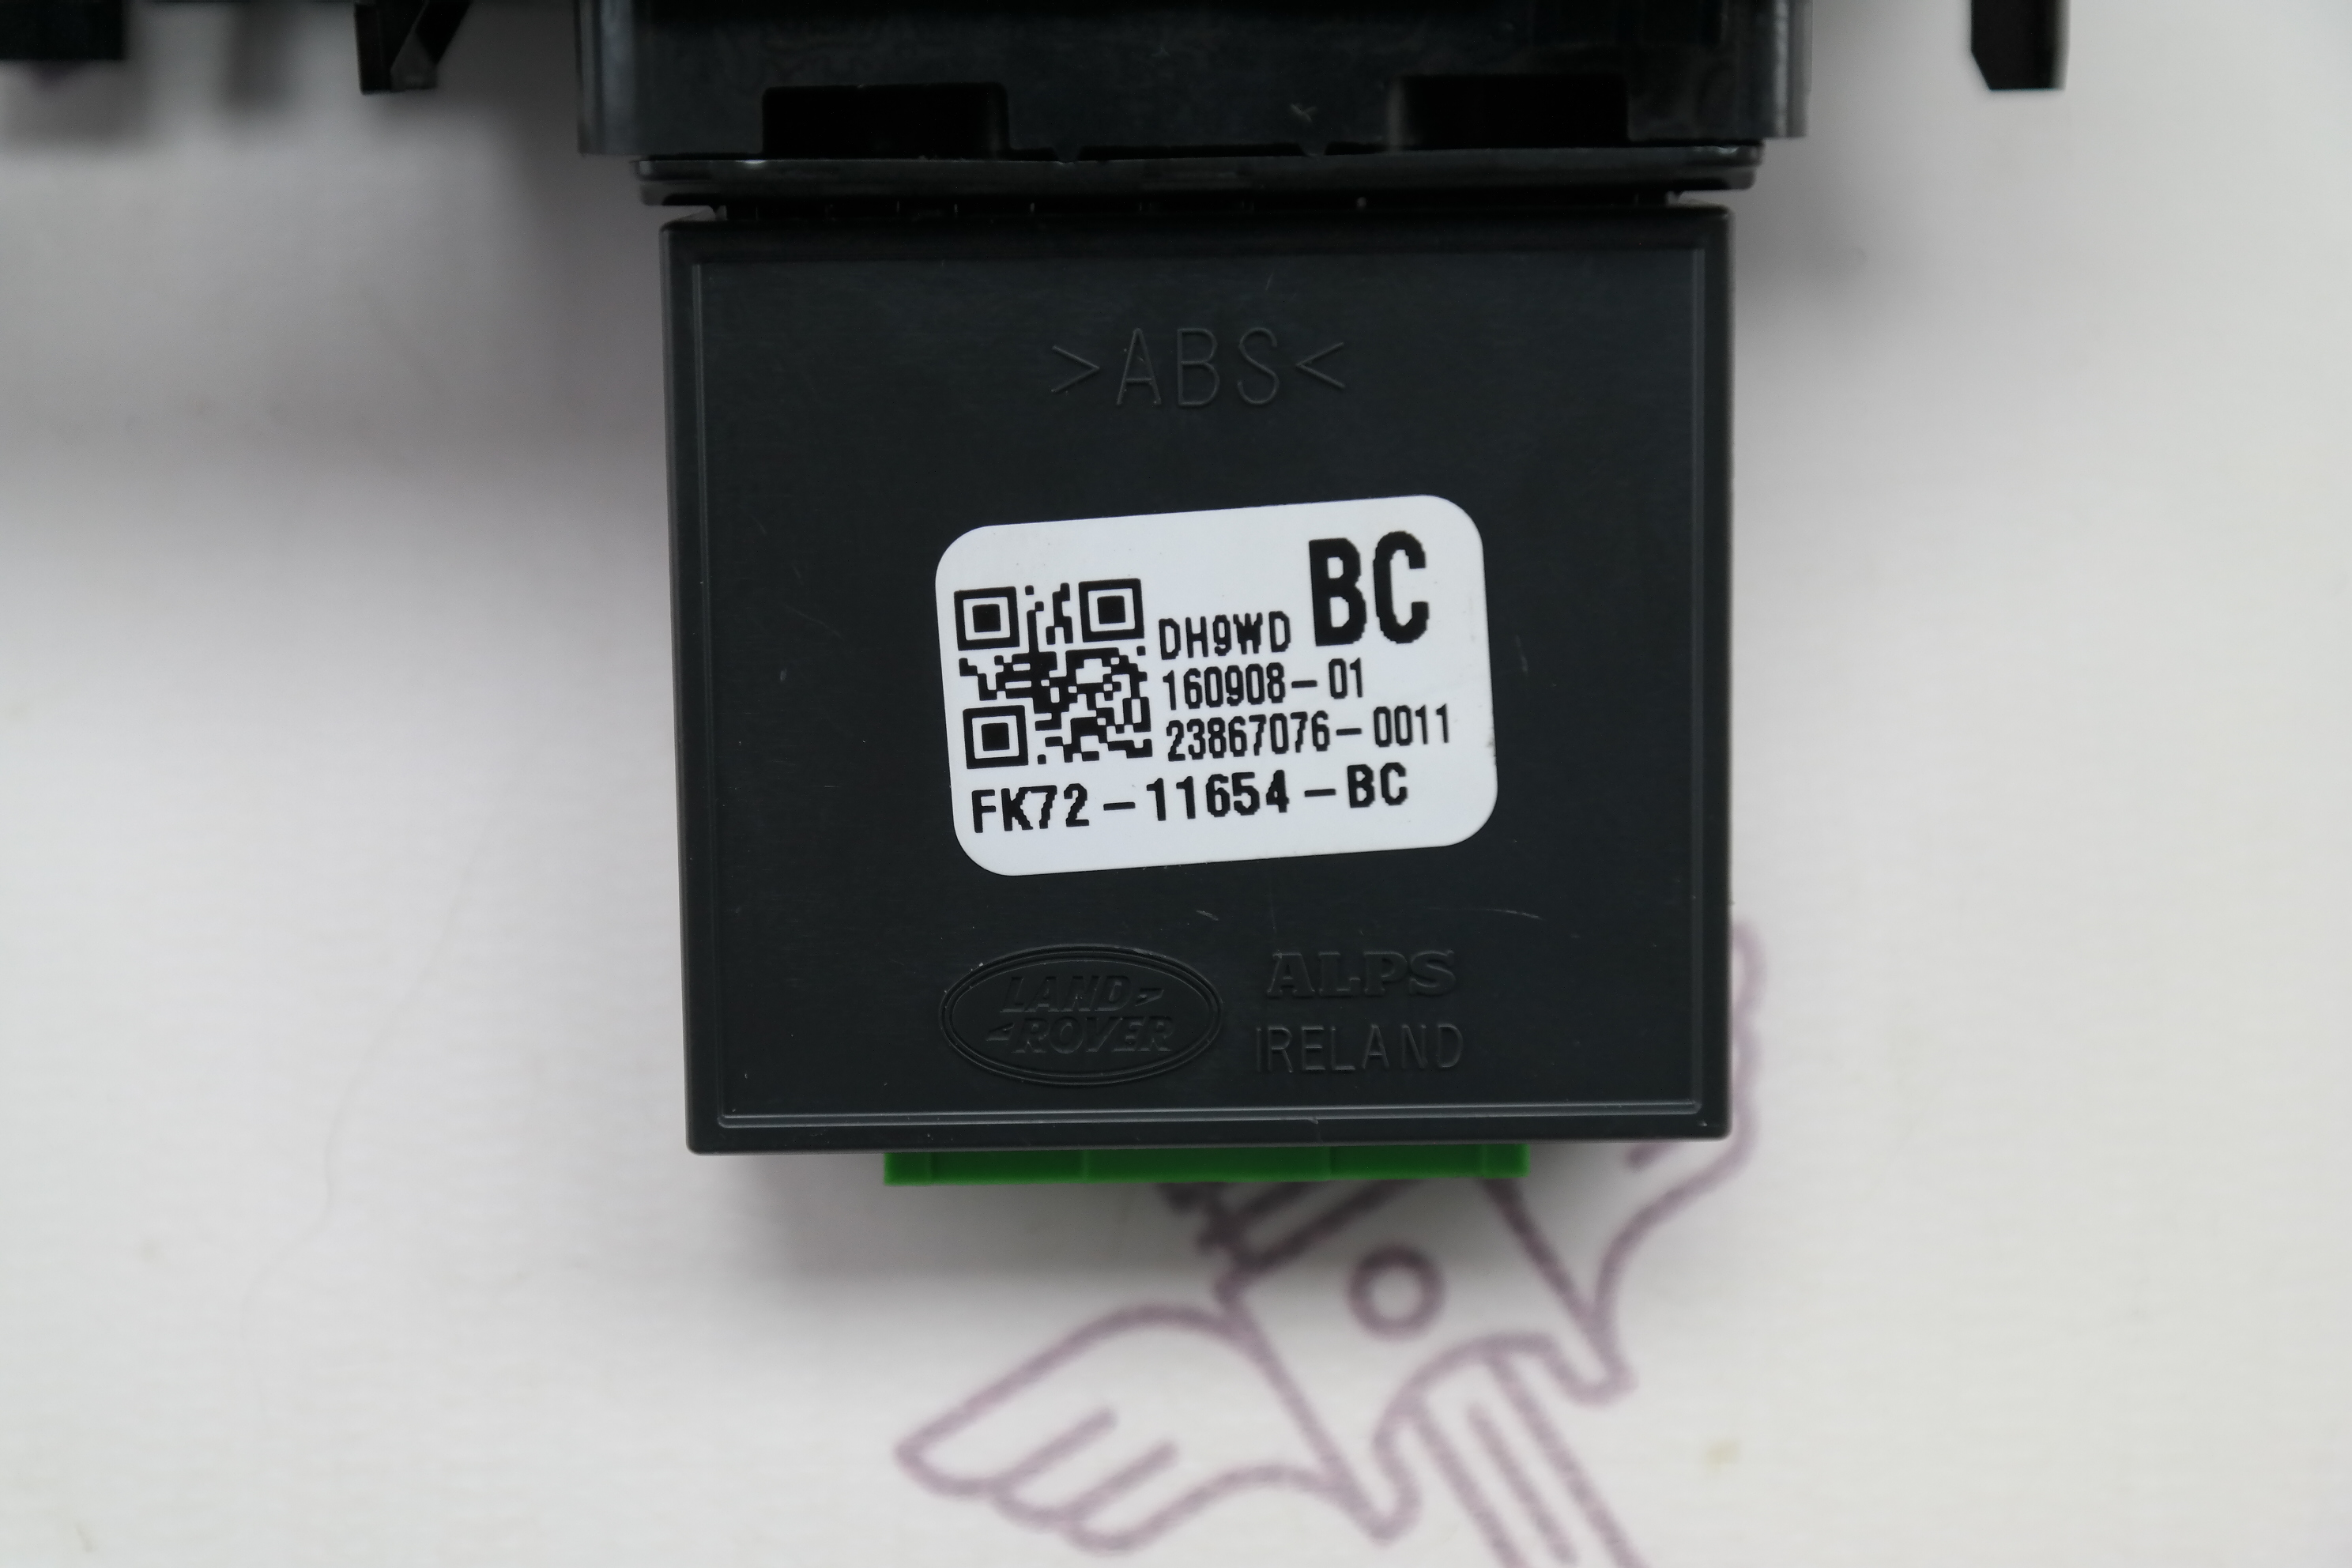 >ABS<
BC
DH9WD
160908-01
23867076-0011
FK72-11654-BC
LAND
ROVER
ALPS
IRELAND